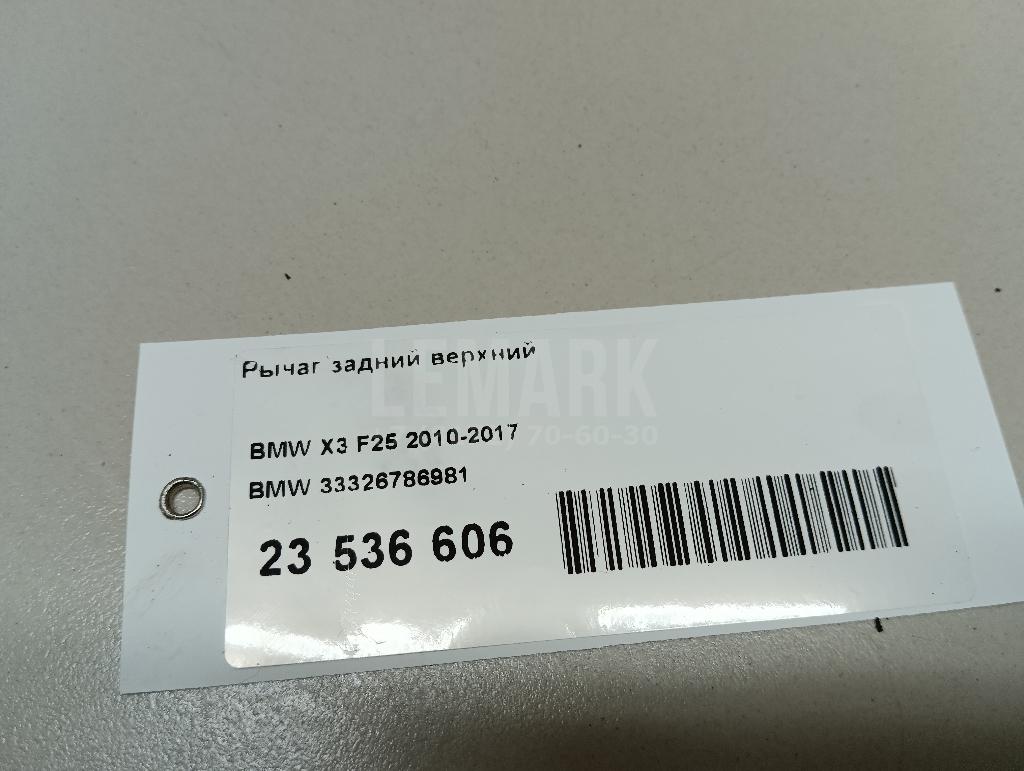 Рычаг задний верхний
LEMARK
70-60-30
BMW X3 F25 2010-2017
BMW 33326786981
23 536 606